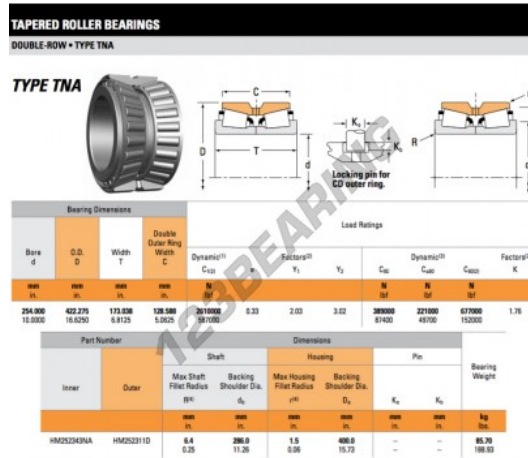 TAPERED ROLLER BEARINGS
DOUBLE-ROW • TYPE TNA
TYPE TNA
C
D
T
d
Ka
Kb
R
Locking pin for
CD outer ring.
123BEARING
Bearing Dimensions
Load Ratings
Bore
d
O.D.
D
Width
T
Double
Outer Ring
Width
C
Dynamic(1)
C1(2)
e
Factors(2)
Y1
Y2
Dynamic(3)
C90
Ca90
C90(2)
Factors(2
K
mm mm mm mm N N N N
in. in. in. in. lbf lbf lbf lbf
254.000 422.275 173.038 128.588 2610000 0.33 2.03 3.02 389000 221000 677000 1.76
10.0000 16.6250 6.8125 5.0625 587000 87400 49700 152000
Part Number
Dimensions
Bearing
Weight
Shaft
Housing
Pin
Inner
Outer
Max Shaft
Fillet Radius
R(4)
Backing
Shoulder Dia.
Max Housing
Fillet Radius
r(4)
Backing
Shoulder Dia.
Da
mm mm mm mm mm mm kg
in. in. in. in. in. in. lbs.
HM252343NA HM252311D 6.4 286.0 1.5 400.0 – – 85.70
0.25 11.26 0.06 15.73 – – 188.93